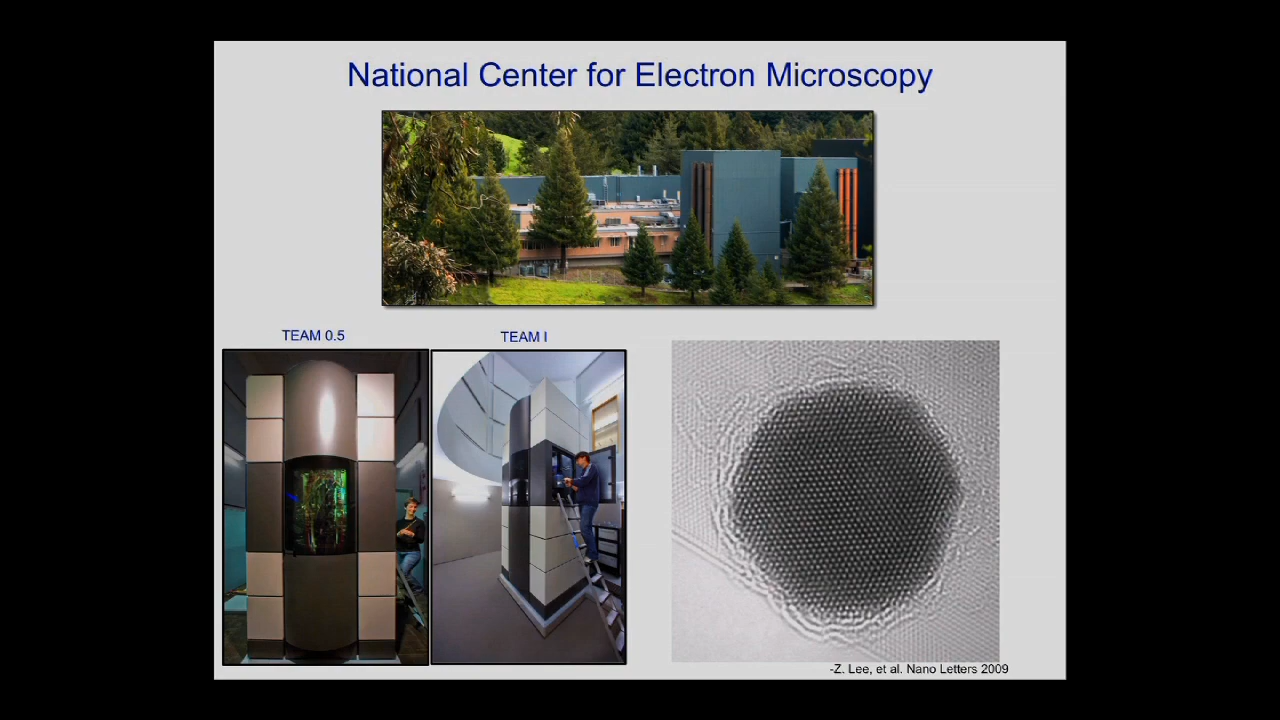 National Center for Electron Microscopy
TEAM 0.5
TEAM I
-Z. Lee, et al. Nano Letters 2009